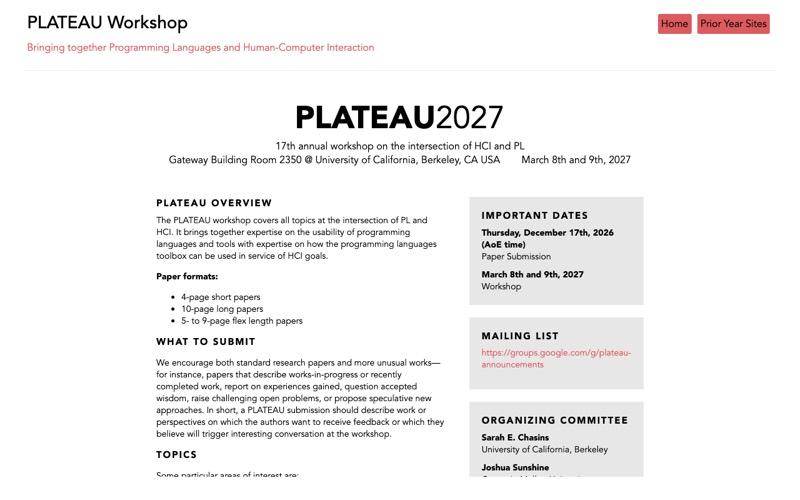 PLATEAU Workshop
Home
Prior Year Sites
Bringing together Programming Languages and Human-Computer Interaction
PLATEAU2027
17th annual workshop on the intersection of HCI and PL
Gateway Building Room 2350 @ University of California, Berkeley, CA USA March 8th and 9th, 2027
PLATEAU OVERVIEW
The PLATEAU workshop covers all topics at the intersection of PL and
HCI. It brings together expertise on the usability of programming
languages and tools with expertise on how the programming languages
toolbox can be used in service of HCI goals.
Paper formats:
• 4-page short papers
• 10-page long papers
• 5- to 9-page flex length papers
WHAT TO SUBMIT
We encourage both standard research papers and more unusual works—
for instance, papers that describe works-in-progress or recently
completed work, report on experiences gained, question accepted
wisdom, raise challenging open problems, or propose speculative new
approaches. In short, a PLATEAU submission should describe work or
perspectives on which the authors want to receive feedback or which they
believe will trigger interesting conversation at the workshop.
TOPICS
Some particular areas of interest are:
IMPORTANT DATES
Thursday, December 17th, 2026
(AoE time)
Paper Submission
March 8th and 9th, 2027
Workshop
MAILING LIST
https://groups.google.com/g/plateau-
announcements
ORGANIZING COMMITTEE
Sarah E. Chasins
University of California, Berkeley
Joshua Sunshine